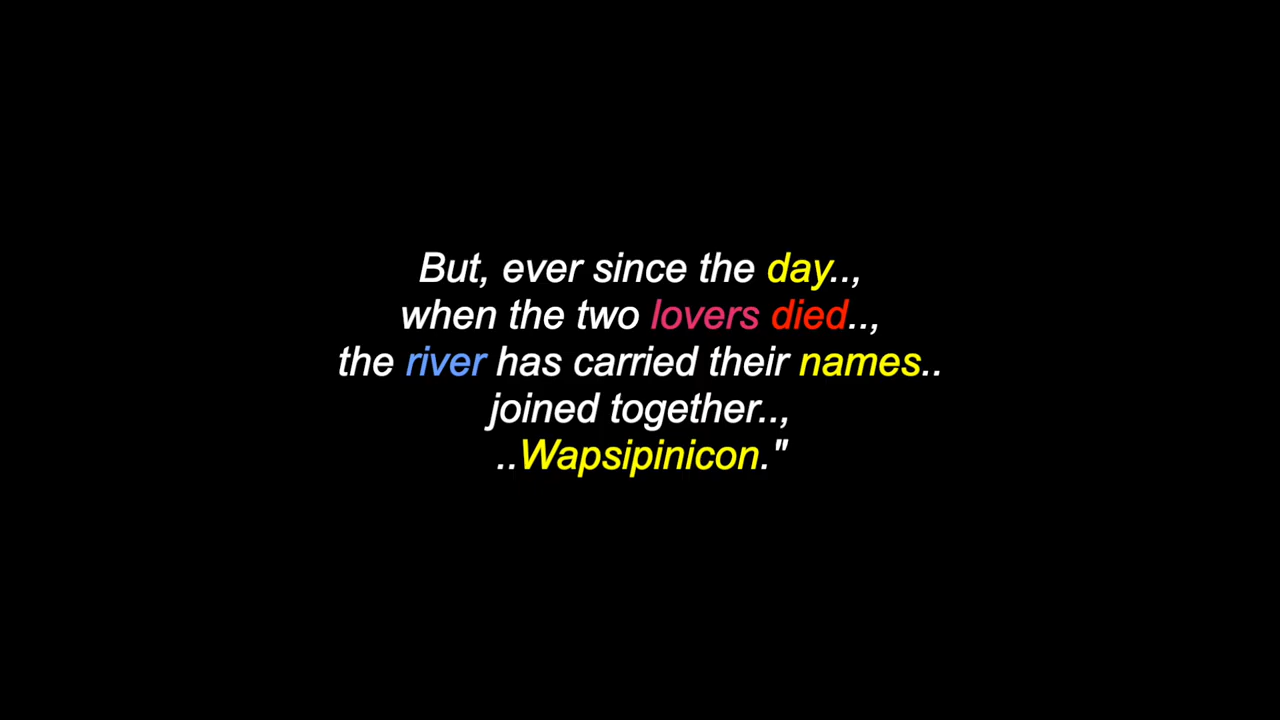 But, ever since the day..,
when the two lovers died..,
the river has carried their names..
joined together..,
..Wapsipinicon."